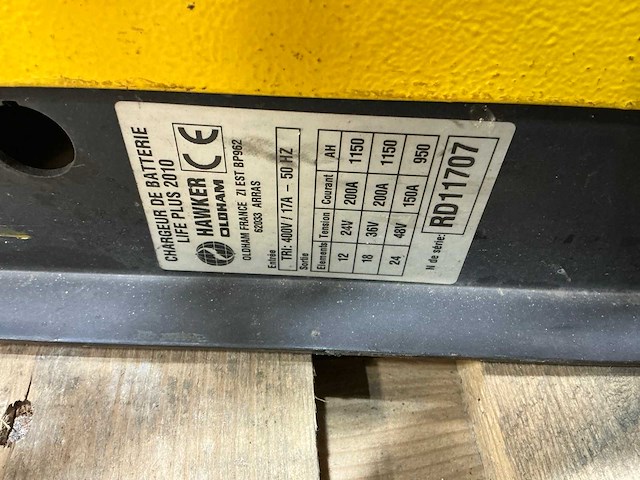 CHARGEUR DE BATTERIE
LIFE PLUS 2010
HAWKER
OLDHAM
CE
OLDHAM FRANCE ZI EST BP962
62033 ARRAS
Entrée
TRI: 400V / 17A - 50 HZ
Sortie
Elements Tension Courant AH
12 24V 200A 1150
18 36V 200A 1150
24 48V 150A 950
N de série: RD11707